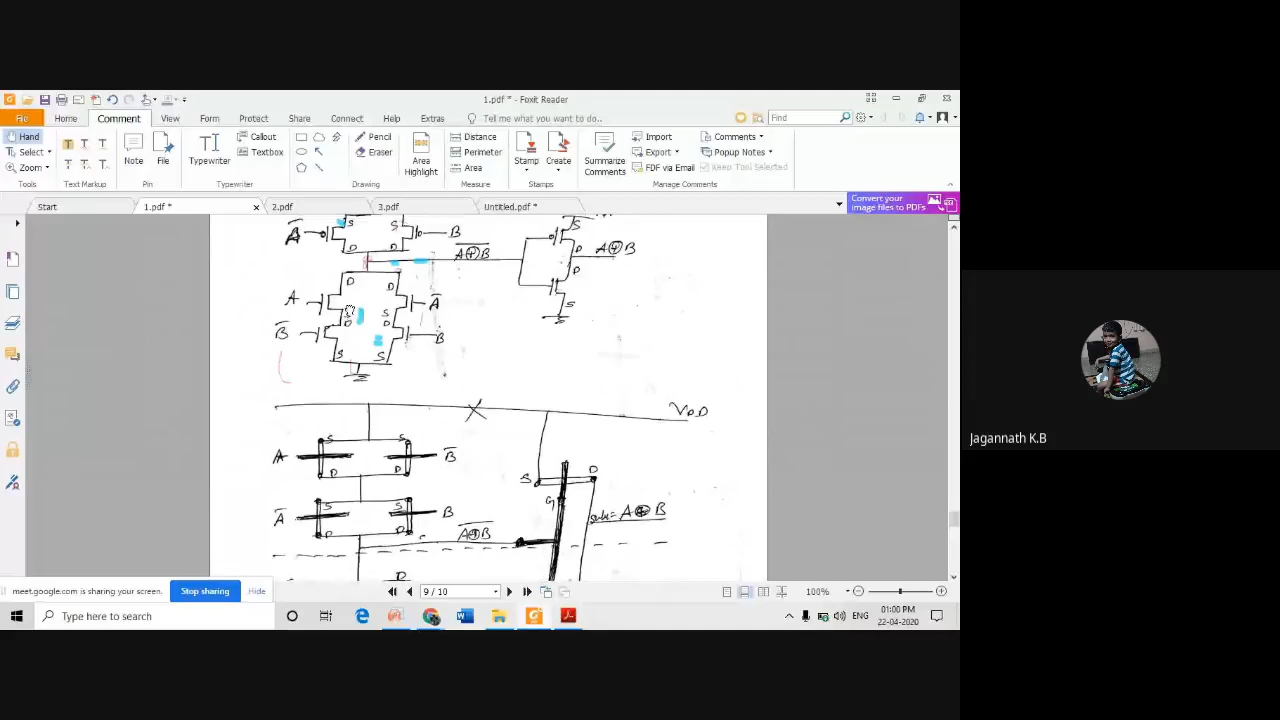 1.pdf * - Foxit Reader
File Home Comment View Form Protect Share Connect Help Extras Tell me what you want to do.. Find
Hand
Select
Zoom
Tools
Text Markup
Note
File
Pin
Typewriter
Callout
Textbox
Typewriter
Pencil
Eraser
Drawing
Area Highlight
Distance
Perimeter
Area
Measure
Stamp
Create
Stamps
Summarize Comments
Import
Export
FDF via Email
Comments
Popup Notes
Keep Tool Selected
Manage Comments
Start 1.pdf * 2.pdf 3.pdf Untitled.pdf *
Convert your image files to PDFs
S S S
A̅ B
D D
A⊕B̅ D A⊕B
D D D
A A̅ S
S S
D D
B̅ B
S S
VDD
S S
A B̅
D D
S D
S S G
A̅ B A⊕B
D D
A⊕B̅
D
Jagannath K.B
meet.google.com is sharing your screen. Stop sharing Hide
9 / 10
100%
Type here to search
ENG
01:00 PM
22-04-2020